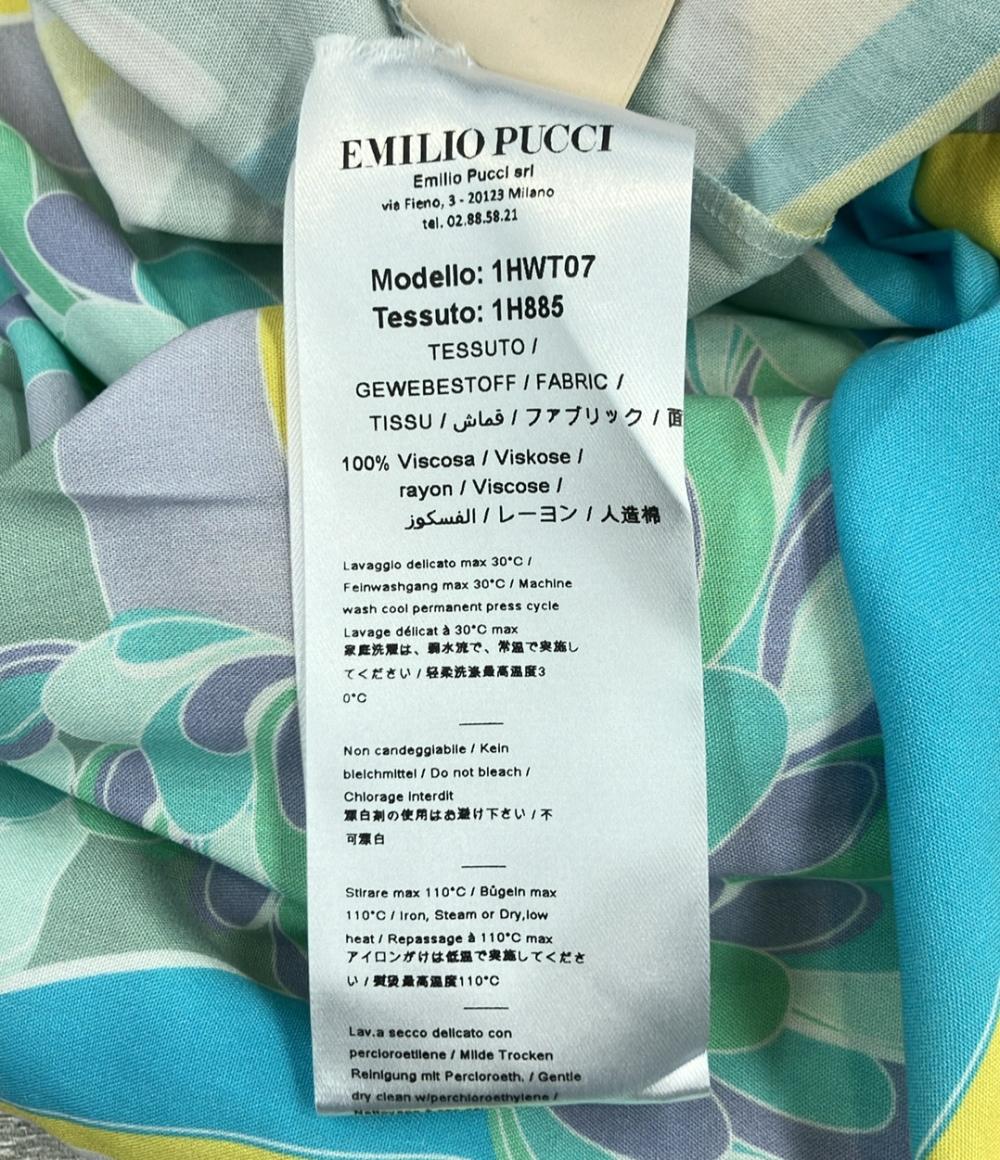 EMILIO PUCCI
Emilio Pucci srl
via Fieno, 3 - 20123 Milano
tel. 02.88.58.21
Modello: 1HWT07
Tessuto: 1H885
TESSUTO /
GEWEBESTOFF / FABRIC /
TISSU / قماش / ファブリック / 面
100% Viscosa / Viskose /
rayon / Viscose /
الفسكوز / レーヨン / 人造棉
Lavaggio delicato max 30°C /
Feinwashgang max 30°C / Machine
wash cool permanent press cycle
Lavage délicat à 30°C max
家庭洗濯は、弱水流で、常温で実施し
てください / 轻柔洗涤最高温度3
0°C
Non candeggiabile / Kein
bleichmittel / Do not bleach /
Chlorage interdit
漂白剤の使用はお避け下さい / 不
可漂白
Stirare max 110°C / Bügeln max
110°C / Iron, Steam or Dry,low
heat / Repassage à 110°C max
アイロンがけは低温で実施してくださ
い / 熨烫最高温度110°C
Lav.a secco delicato con
percloroetilene / Milde Trocken
Reinigung mit Percloroeth. / Gentle
dry clean w/perchloroethylene /